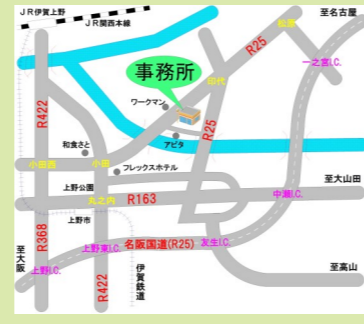 JR伊賀上野
JR関西本線
至名古屋
松原
R25
一之宮I.C.
事務所
印代
ワークマン
R422
R25
アピタ
和食さと
小田西
小田
フレックスホテル
上野公園
至大山田
丸之内
R163
中瀬I.C.
上野市
R368
上野東I.C.
名阪国道(R25)
友生I.C.
至大阪
上野I.C.
至高山
R422
伊賀鉄道